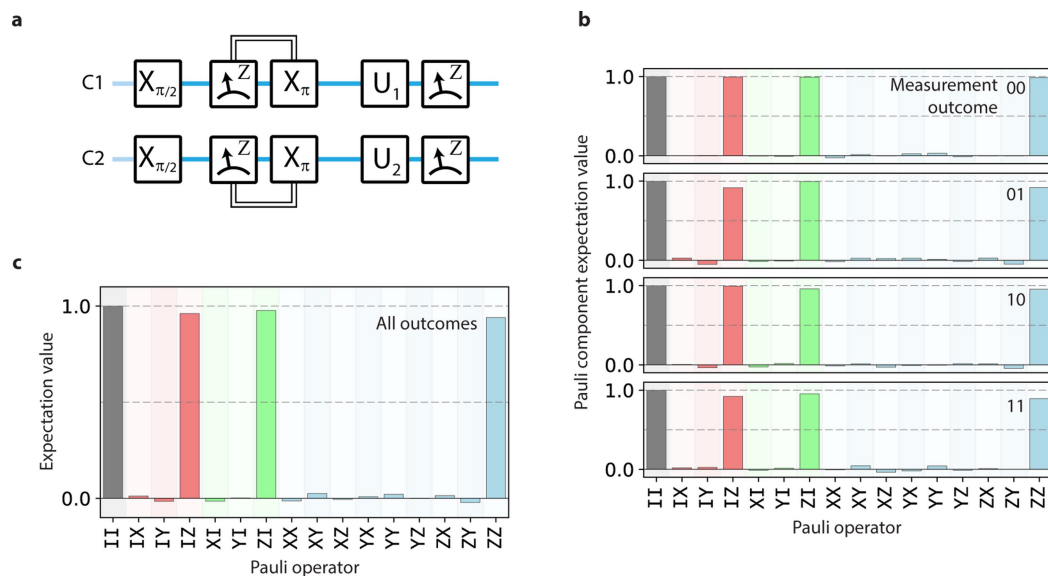 a
C1 X π/2 Z X π U 1 Z
C2 X π/2 Z X π U 2 Z
b
Pauli component expectation value
1.0
Measurement
outcome
00
0.0
1.0
01
0.0
1.0
10
0.0
1.0
11
0.0
II IX IY IZ XI YI ZI XX XY XZ YX YY YZ ZX ZY ZZ
Pauli operator
c
Expectation value
1.0
All outcomes
0.0
II IX IY IZ XI YI ZI XX XY XZ YX YY YZ ZX ZY ZZ
Pauli operator